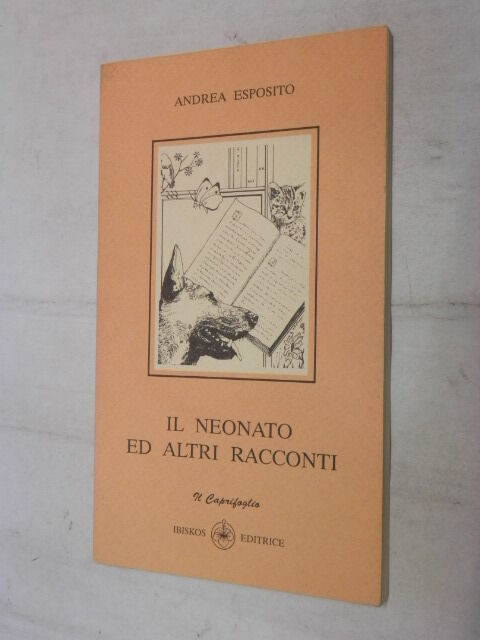 ANDREA ESPOSITO
IL NEONATO
ED ALTRI RACCONTI
Il Caprifoglio
IBISKOS EDITRICE